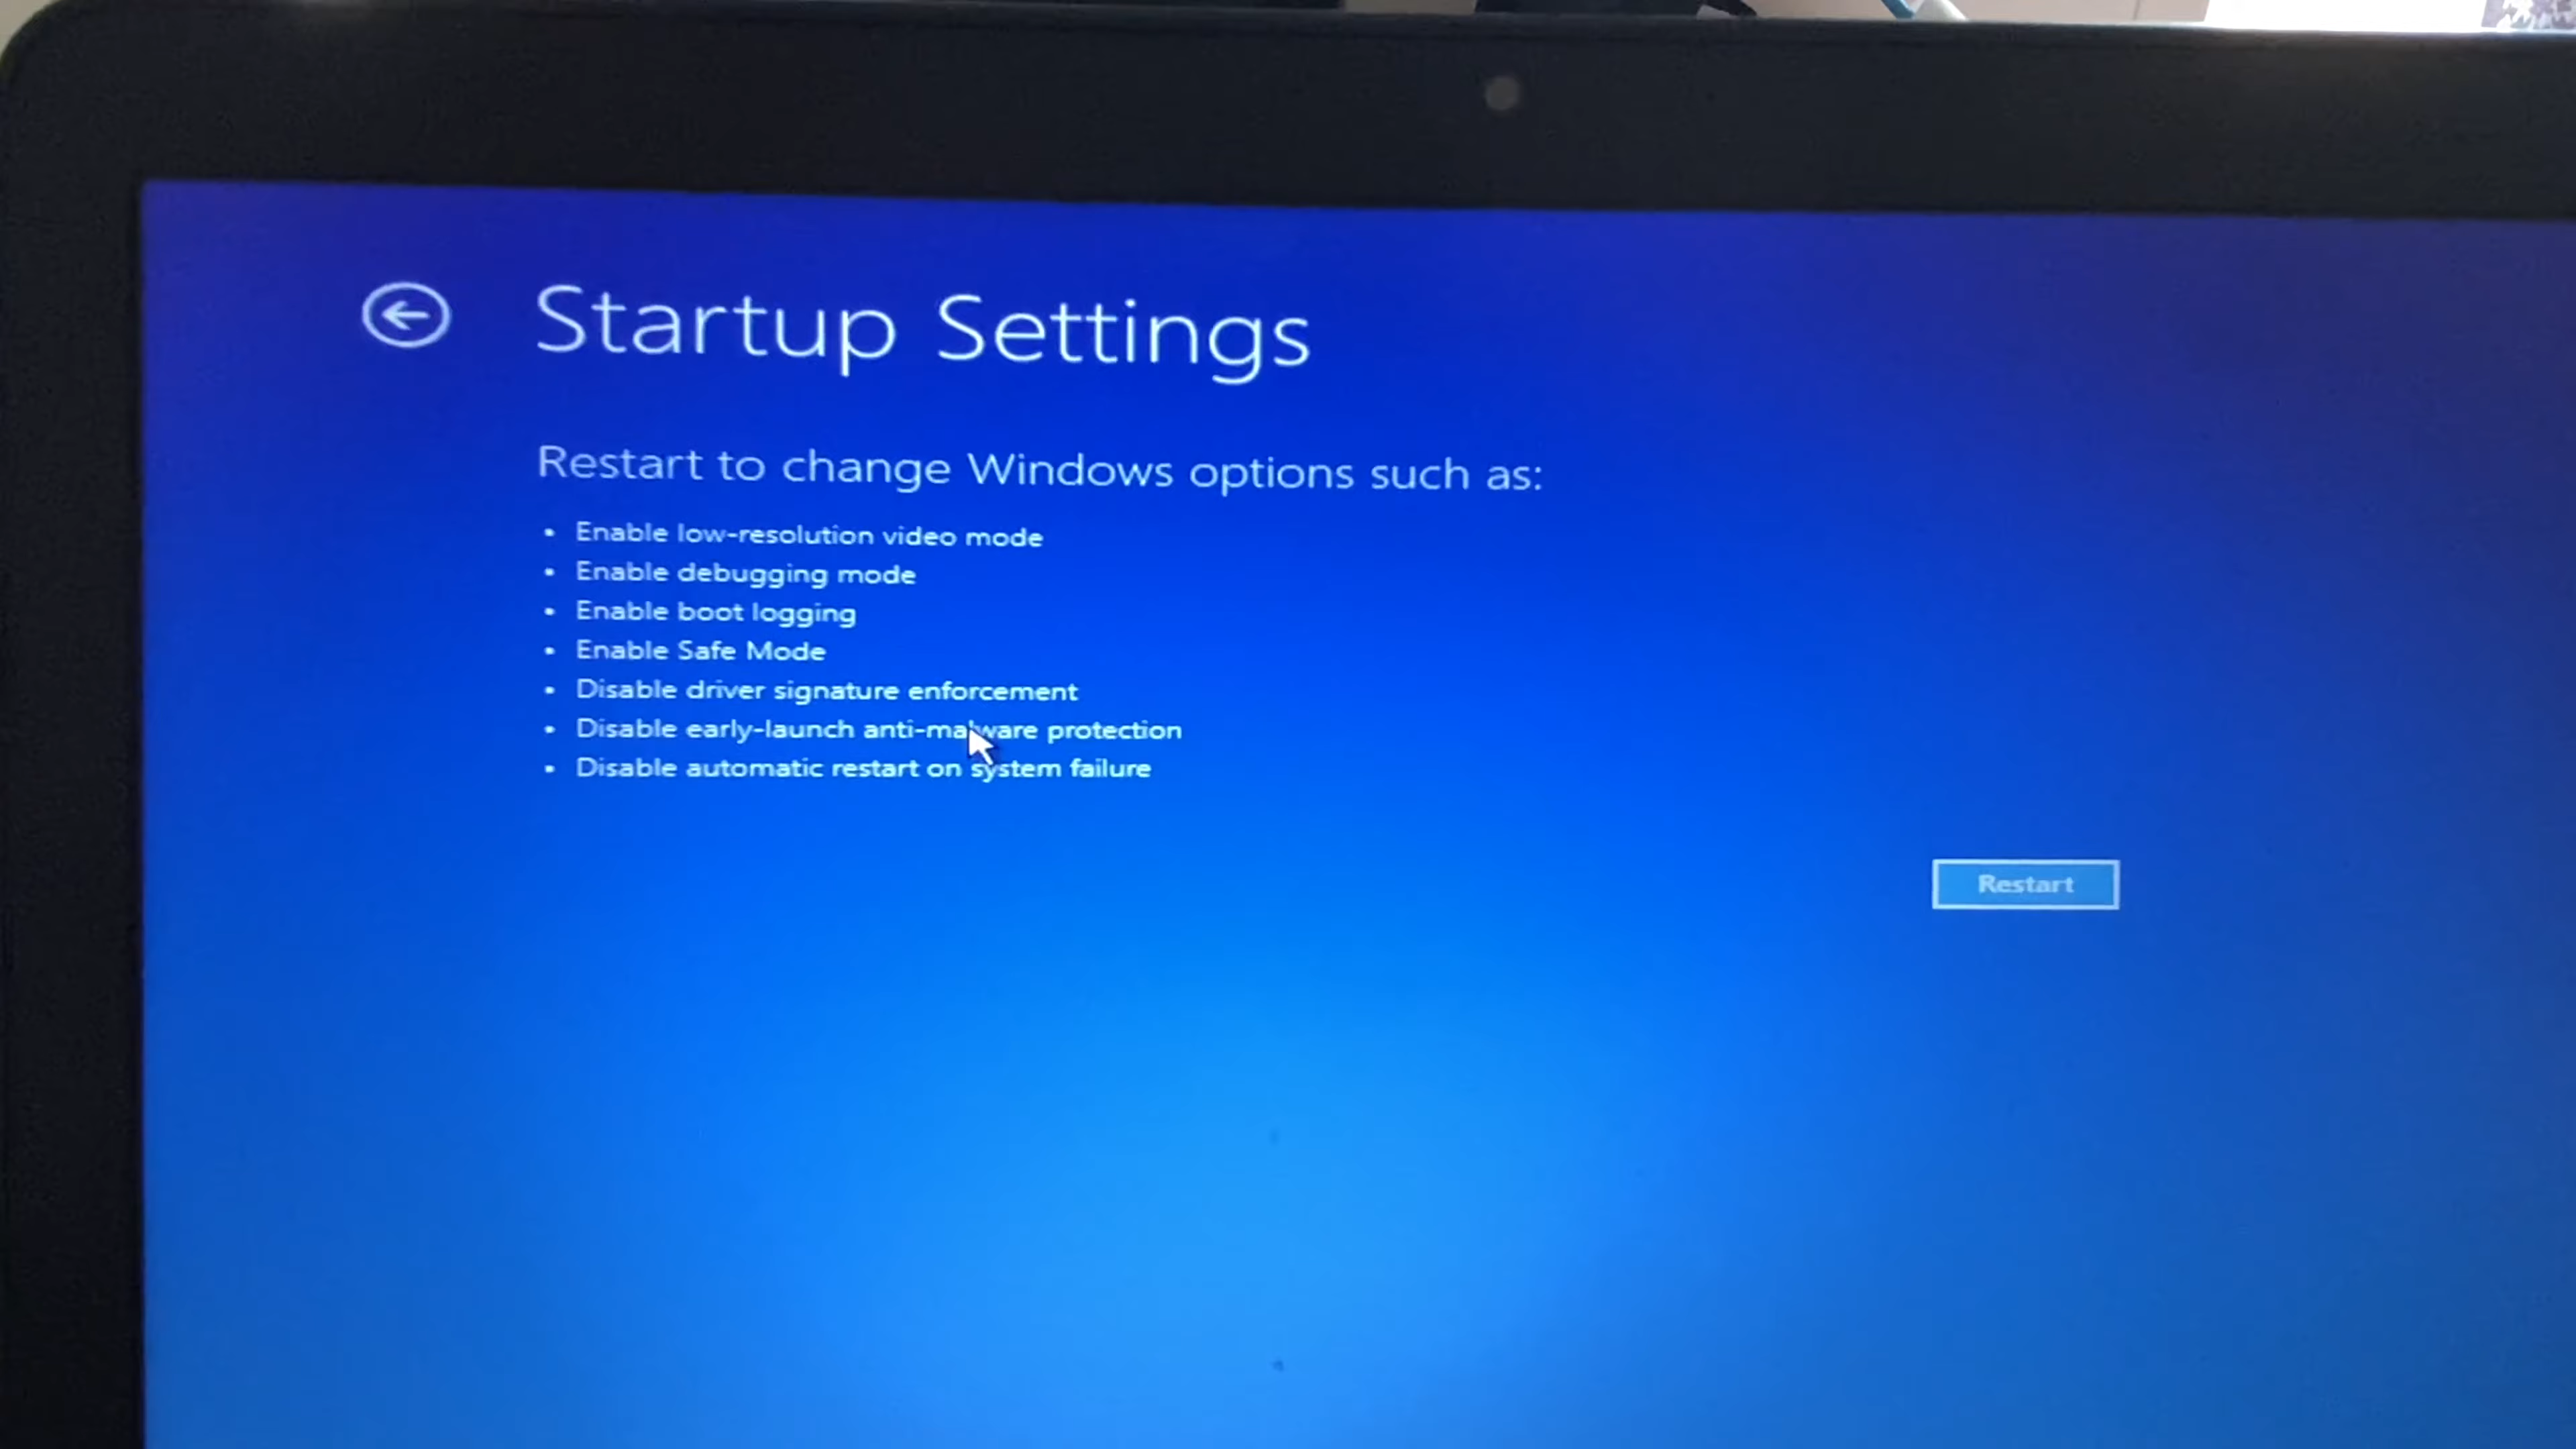 Startup Settings
Restart to change Windows options such as:
• Enable low-resolution video mode
• Enable debugging mode
• Enable boot logging
• Enable Safe Mode
• Disable driver signature enforcement
• Disable early-launch anti-malware protection
• Disable automatic restart on system failure
Restart